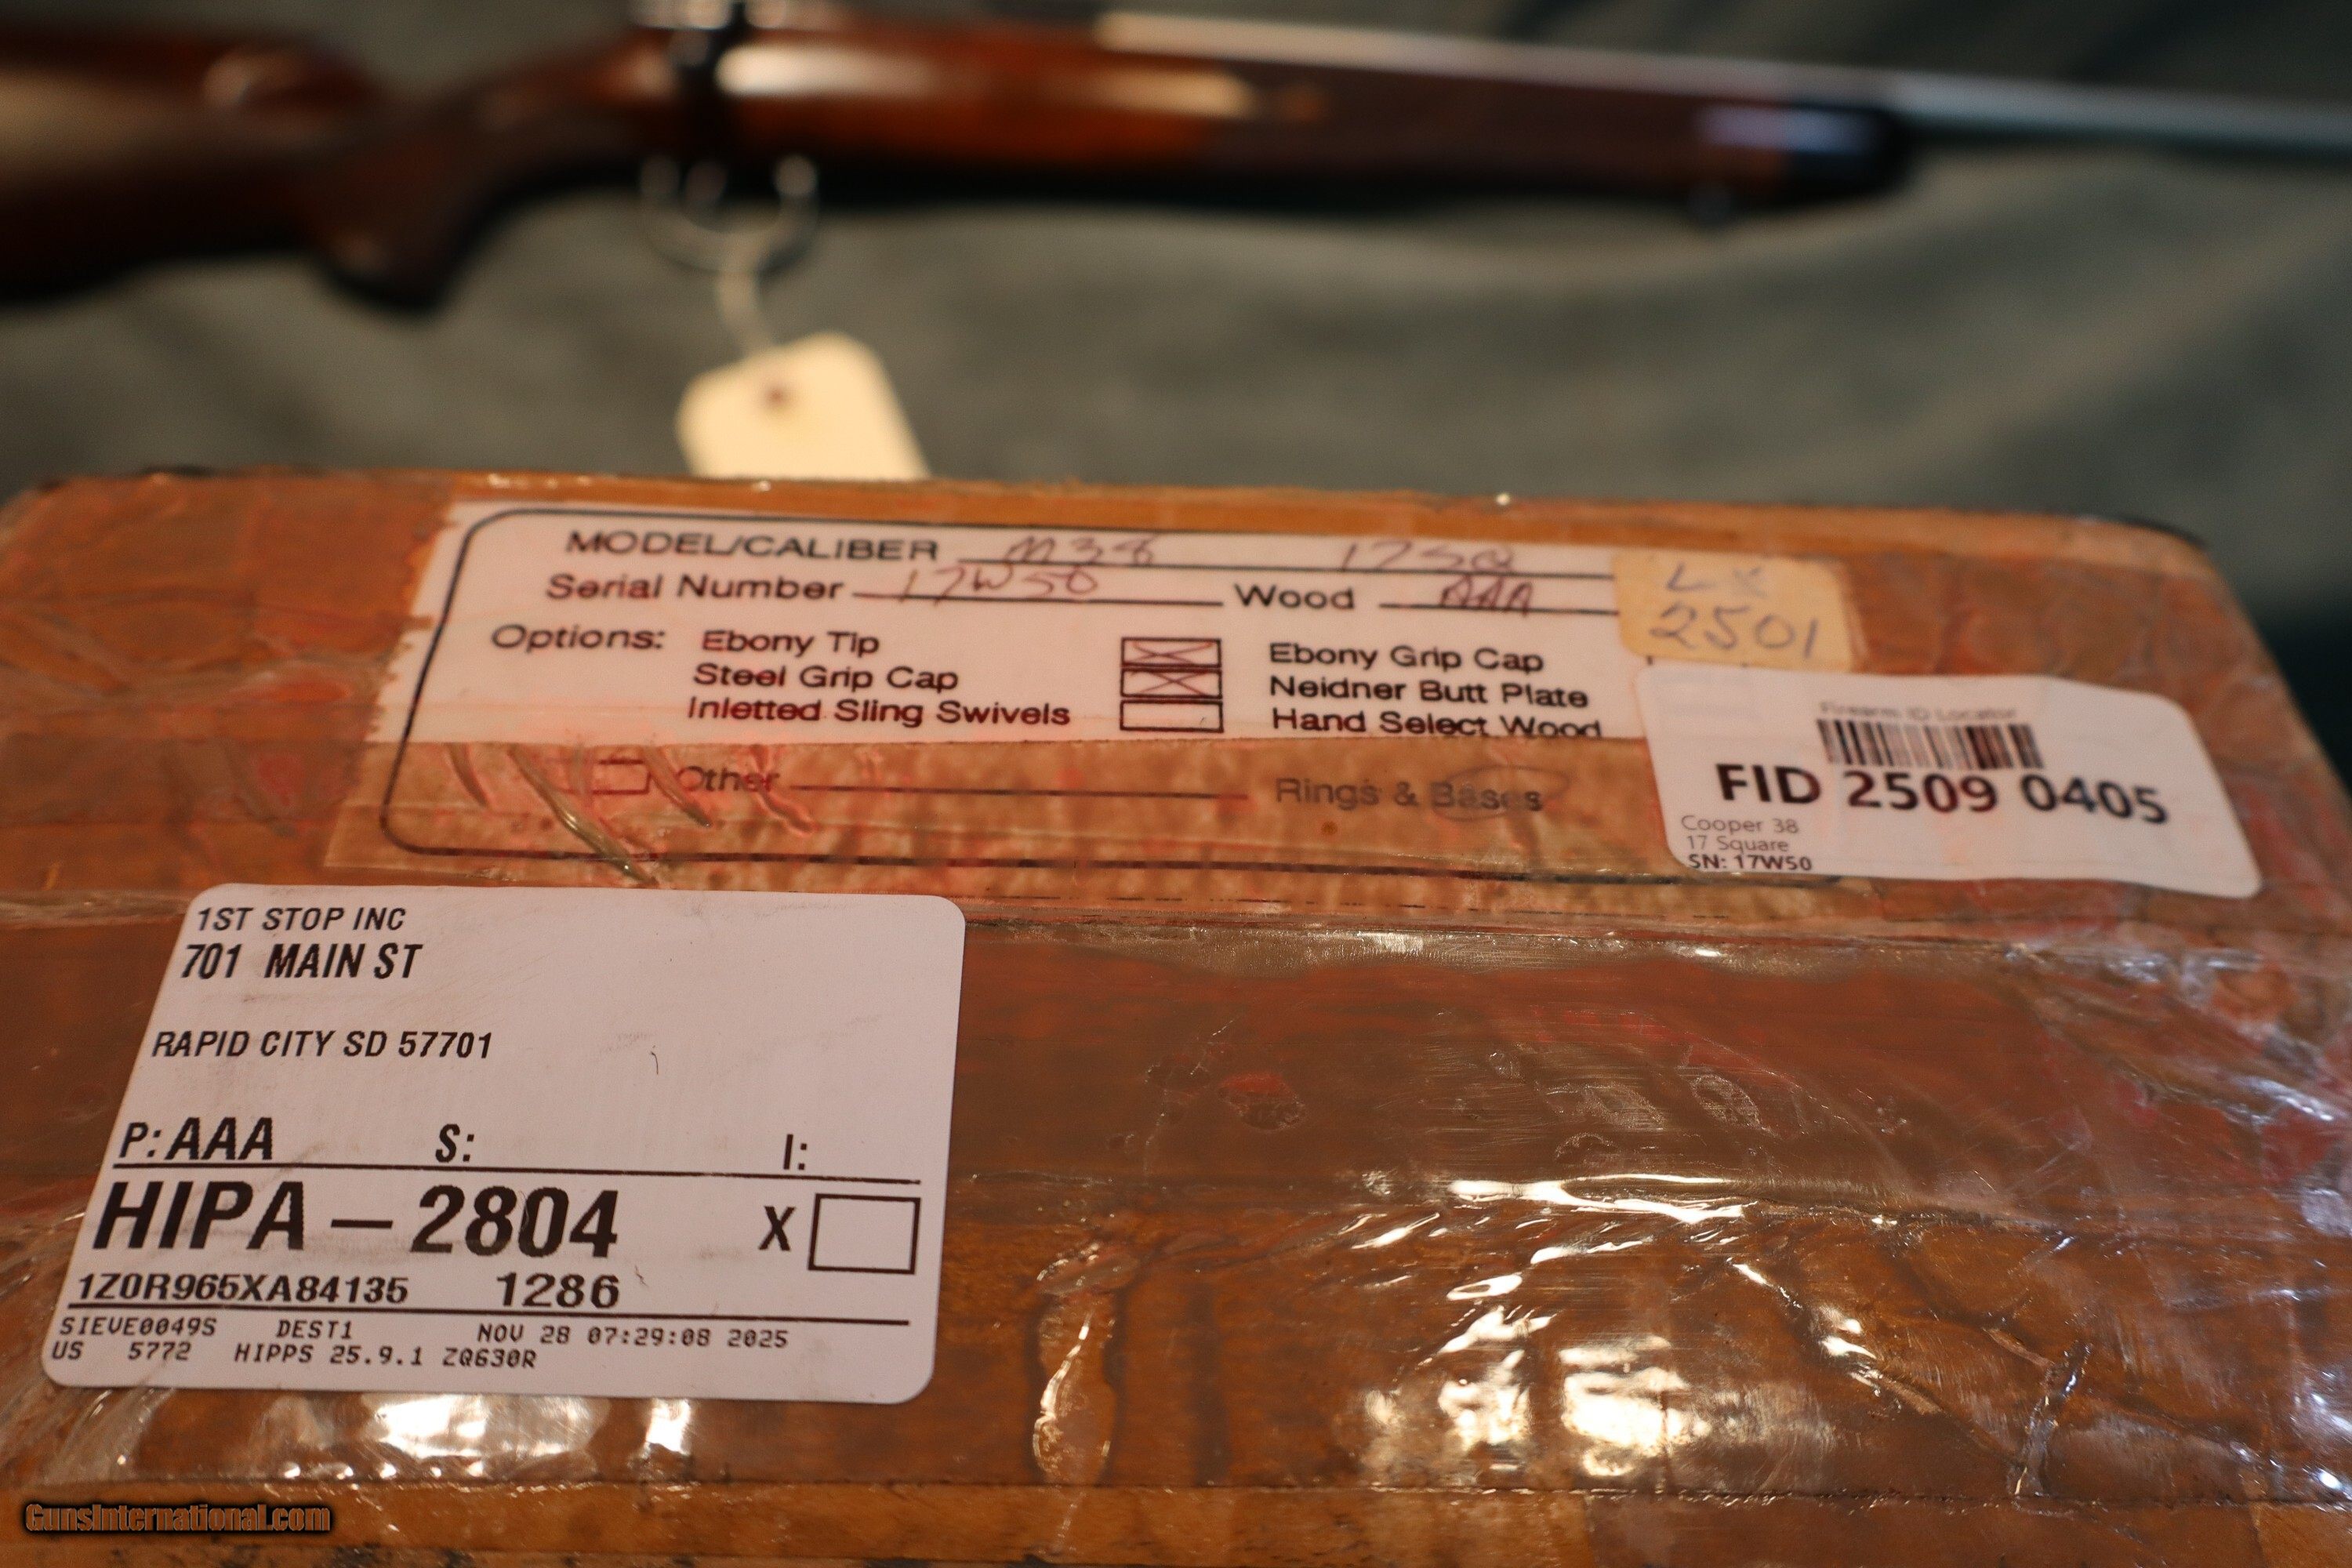 MODEL/CALIBER M38 17SQ
Serial Number 17W50 Wood AAA
Options: Ebony Tip Ebony Grip Cap
Steel Grip Cap Neidner Butt Plate
Inletted Sling Swivels Hand Select Wood
Other Rings & Bases
2501
Firearm ID Locator
FID 2509 0405
Cooper 38
17 Square
SN: 17W50
1ST STOP INC
701 MAIN ST
RAPID CITY SD 57701
P: AAA S: I:
HIPA – 2804 X
1Z0R965XA84135 1286
SIEVE0049S DEST1 NOV 28 07:29:08 2025
US 5772 HIPPS 25.9.1 ZQ630R
GunsInternational.com